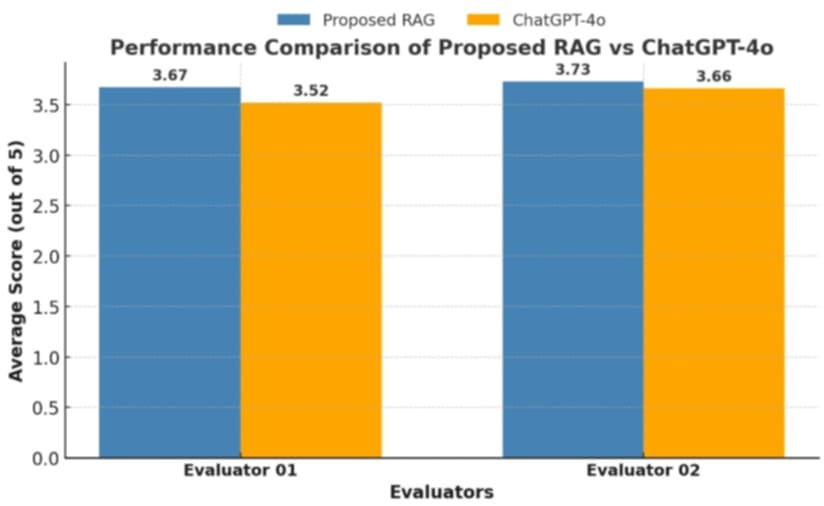 Proposed RAG ChatGPT-4o
Performance Comparison of Proposed RAG vs ChatGPT-4o
3.67 3.52 3.73 3.66
Average Score (out of 5)
3.5
3.0
2.5
2.0
1.5
1.0
0.5
0.0
Evaluator 01 Evaluator 02
Evaluators